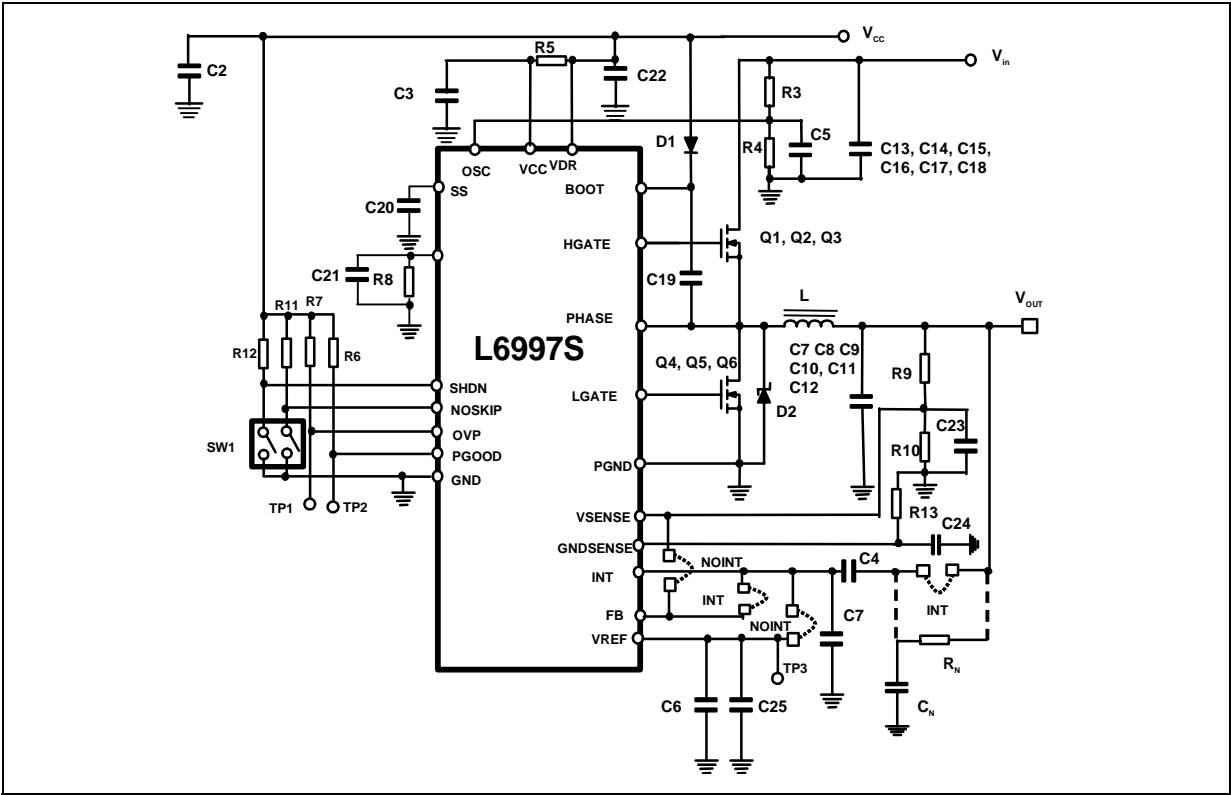 VCC
R5
Vin
C2
C22
C3
R3
D1
R4
C5
C13, C14, C15,
C16, C17, C18
OSC
VCC
VDR
SS
BOOT
C20
HGATE
Q1, Q2, Q3
C21
R8
C19
R11
R7
PHASE
L
VOUT
L6997S
R12
R6
Q4, Q5, Q6
C7 C8 C9
C10, C11
C12
R9
SHDN
LGATE
D2
NOSKIP
C23
SW1
OVP
R10
PGOOD
PGND
GND
TP1
TP2
VSENSE
R13
C24
GNDSENSE
NOINT
C4
INT
INT
INT
FB
NOINT
C7
VREF
TP3
RN
C6
C25
CN